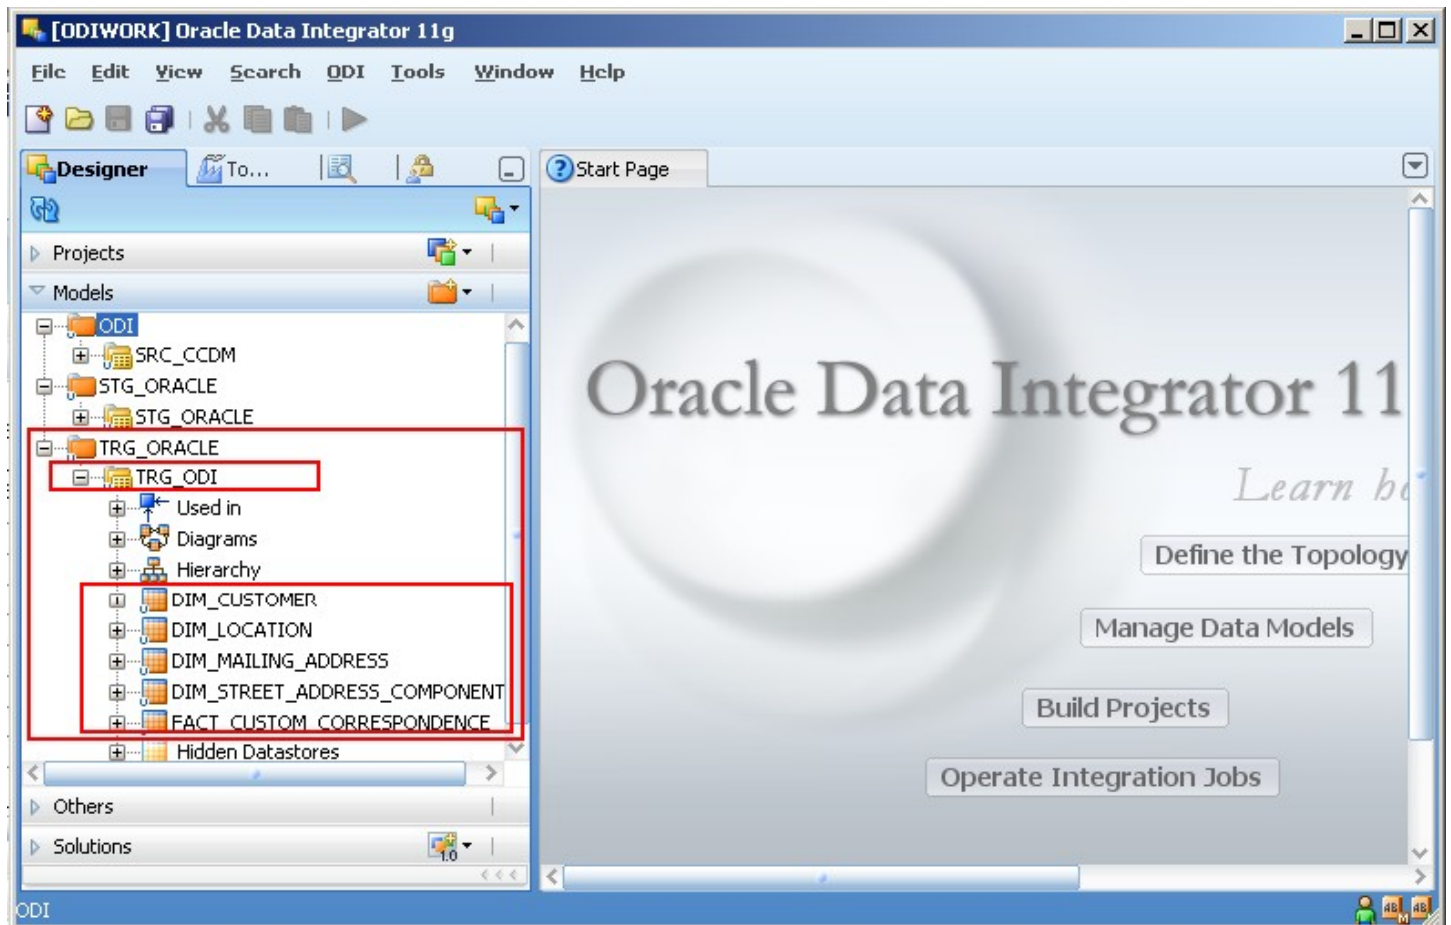 [ODIWORK] Oracle Data Integrator 11g
File Edit View Search ODI Tools Window Help
Designer To... Start Page
Projects
Models
ODI
SRC_CCDM
STG_ORACLE
STG_ORACLE
TRG_ORACLE
TRG_ODI
Used in
Diagrams
Hierarchy
DIM_CUSTOMER
DIM_LOCATION
DIM_MAILING_ADDRESS
DIM_STREET_ADDRESS_COMPONENT
FACT_CUSTOM_CORRESPONDENCE
Hidden Datastores
Others
Solutions
1.0
Oracle Data Integrator 11
Learn
Define the Topology
Manage Data Models
Build Projects
Operate Integration Jobs
ODI